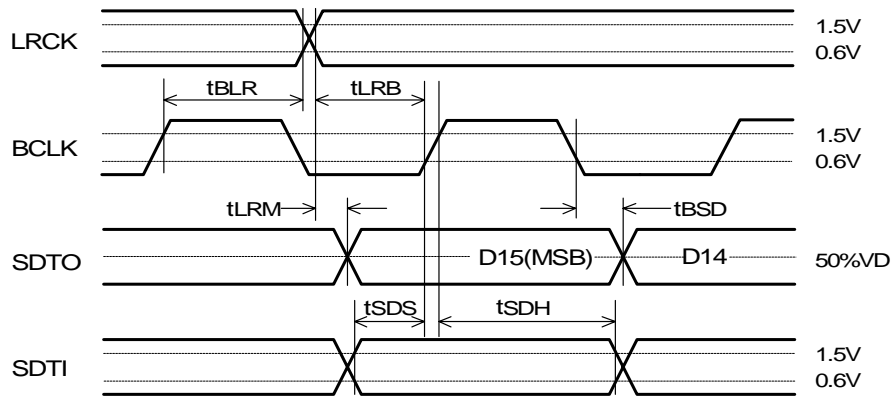 LRCK
1.5V
0.6V
tBLR
tLRB
BCLK
1.5V
0.6V
tLRM
tBSD
SDTO
D15(MSB)
D14
50%VD
tSDS
tSDH
SDTI
1.5V
0.6V